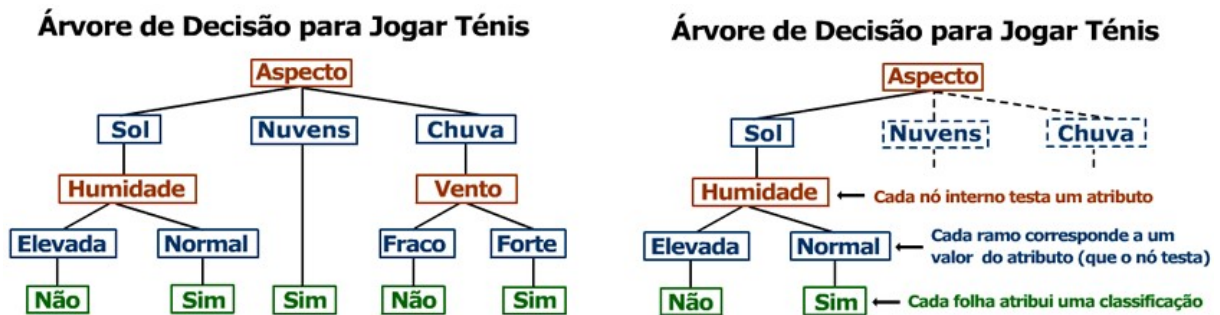 Árvore de Decisão para Jogar Ténis
Aspecto
Sol Nuvens Chuva
Humidade Vento
Elevada Normal Fraco Forte
Não Sim Sim Não Sim
Árvore de Decisão para Jogar Ténis
Aspecto
Sol Nuvens Chuva
Humidade Cada nó interno testa um atributo
Elevada Normal Cada ramo corresponde a um
valor do atributo (que o nó testa)
Não Sim Cada folha atribui uma classificação